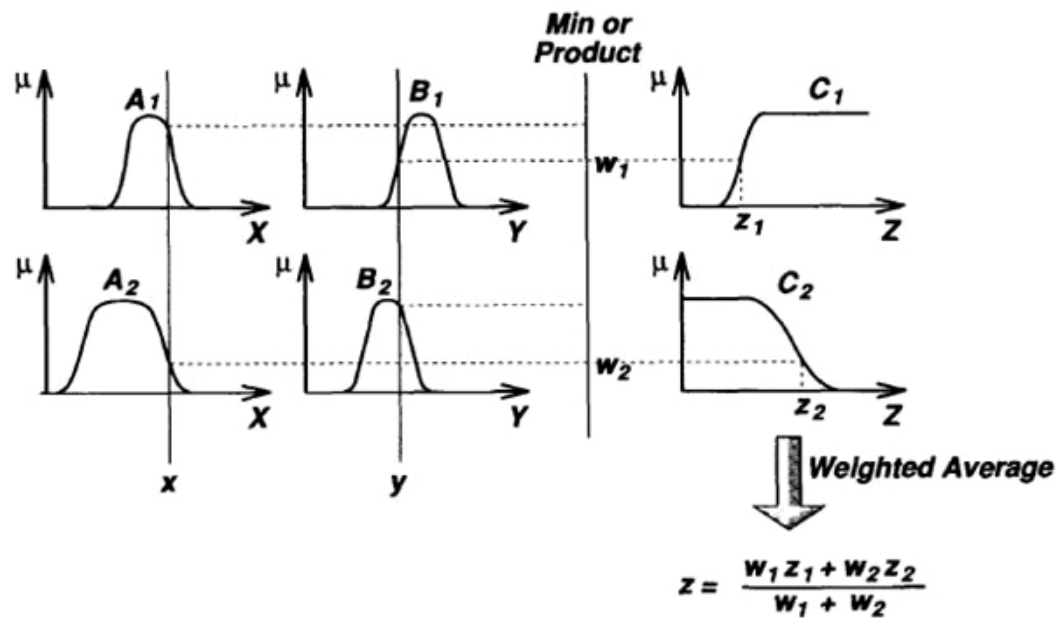 Min or
Product
μ A₁ X
μ B₁ Y
w₁
μ C₁ z₁ Z
μ A₂ X
μ B₂ Y
w₂
μ C₂ z₂ Z
x y
Weighted Average
z = (w₁ z₁ + w₂ z₂) / (w₁ + w₂)